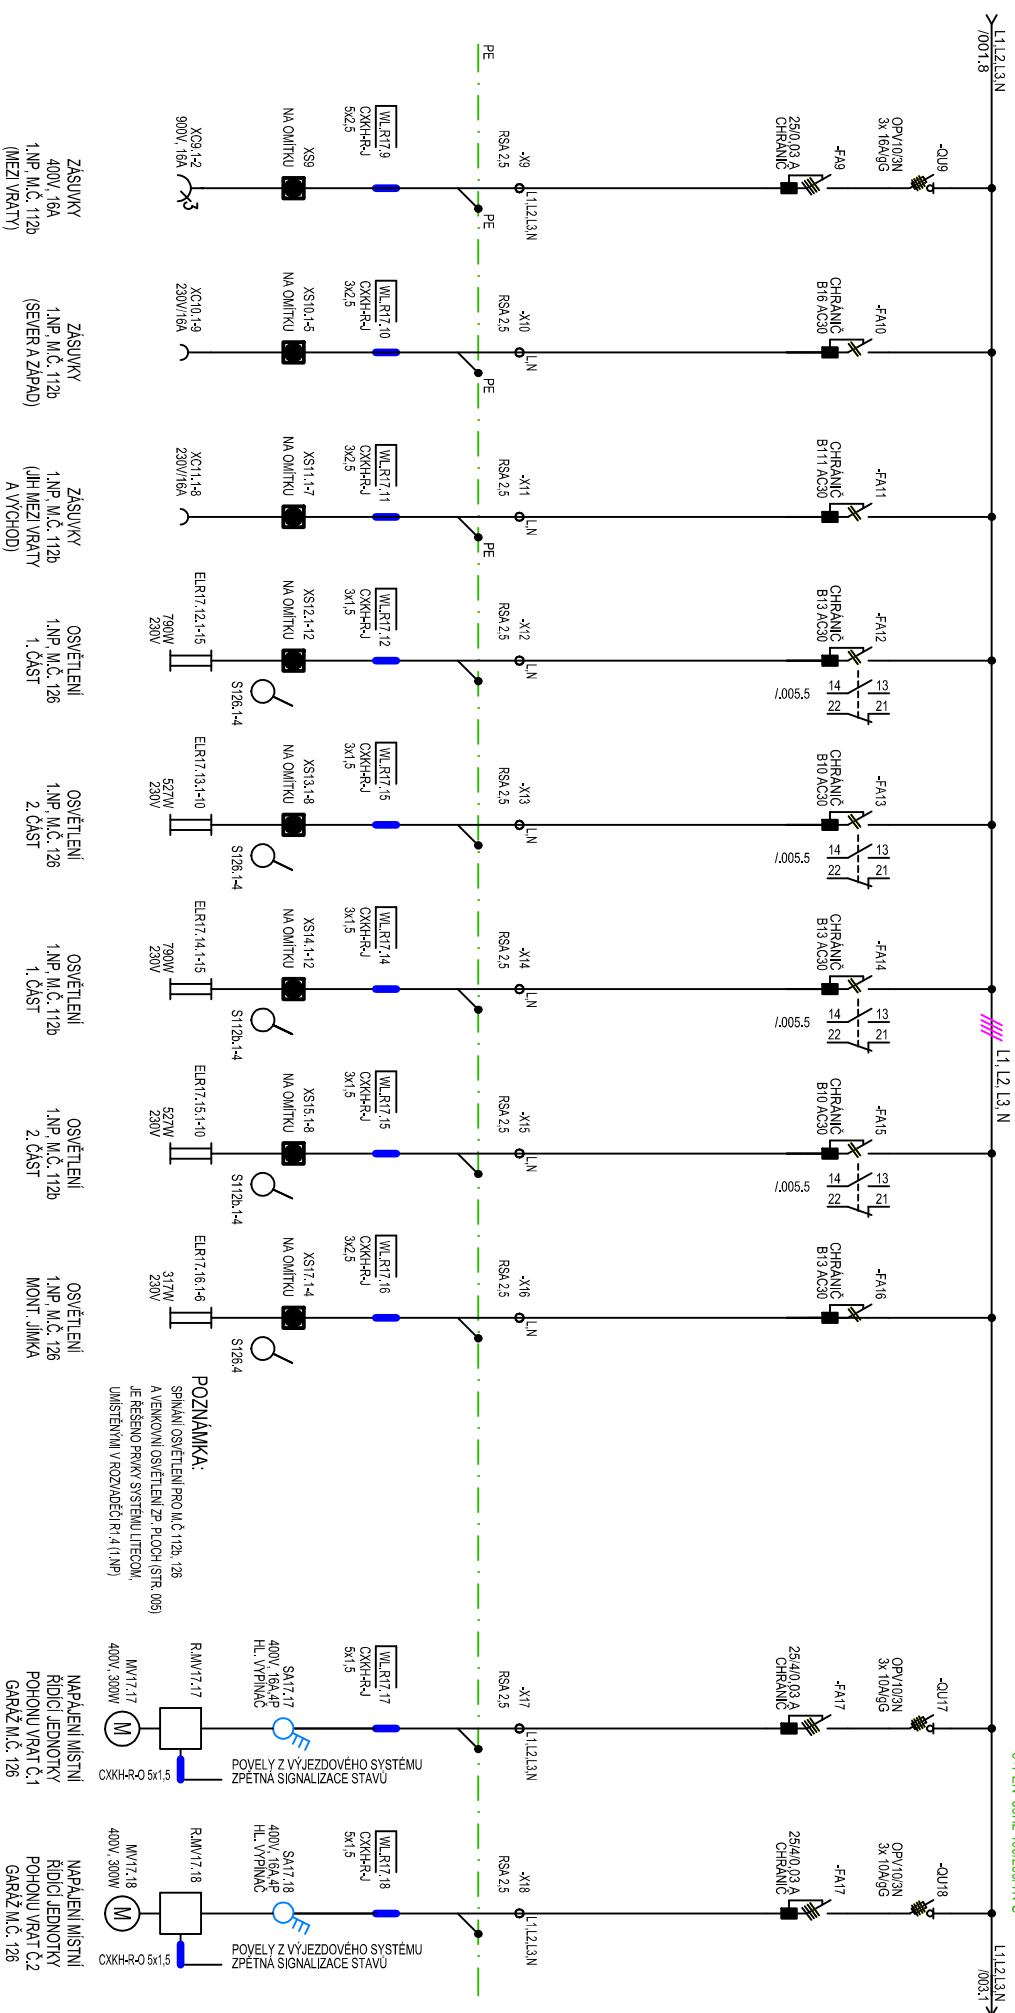 L1,L2,L3,N
/001.8
L1, L2, L3, N
L1,L2,L3,N
/003.1
-QU9
OPV10/3N
3x 16A/gG
-FA9
25/0,03 A
CHRÁNIČ
-X9
L1,L2,L3,N
RSA 2,5
PE
PE
WL.R17.9
CXKH-R-J
5x2,5
XS9
NA OMÍTKU
XC9.1-2
900V, 16A
3
ZÁSUVKY
400V, 16A
1.NP, M.Č. 112b
(MEZI VRATY)
-FA10
CHRÁNIČ
B16 AC30
-X10
L,N
RSA 2,5
PE
WL.R17.10
CXKH-R-J
3x2,5
XS10.1-5
NA OMÍTKU
XC10.1-9
230V/16A
ZÁSUVKY
1.NP, M.Č. 112b
(SEVER A ZÁPAD)
-FA11
CHRÁNIČ
B111 AC30
-X11
L,N
RSA 2,5
PE
WL.R17.11
CXKH-R-J
3x2,5
XS11.1-7
NA OMÍTKU
XC11.1-8
230V/16A
ZÁSUVKY
1.NP, M.Č. 112b
(JIH MEZI VRATY
A VÝCHOD)
-FA12
CHRÁNIČ
B13 AC30
13
14
21
22
/.005.5
-X12
L,N
RSA 2,5
WL.R17.12
CXKH-R-J
3x1,5
XS12.1-12
NA OMÍTKU
S126.1-4
ELR17.12.1-15
790W
230V
OSVĚTLENÍ
1.NP, M.Č. 126
1. ČÁST
-FA13
CHRÁNIČ
B10 AC30
13
14
21
22
/.005.5
-X13
L,N
RSA 2,5
WL.R17.15
CXKH-R-J
3x1,5
XS13.1-8
NA OMÍTKU
S126.1-4
ELR17.13.1-10
527W
230V
OSVĚTLENÍ
1.NP, M.Č. 126
2. ČÁST
-FA14
CHRÁNIČ
B13 AC30
13
14
21
22
/.005.5
-X14
L,N
RSA 2,5
WL.R17.14
CXKH-R-J
3x1,5
XS14.1-12
NA OMÍTKU
S112b.1-4
ELR17.14.1-15
790W
230V
OSVĚTLENÍ
1.NP, M.Č. 112b
1. ČÁST
-FA15
CHRÁNIČ
B10 AC30
13
14
21
22
/.005.5
-X15
L,N
RSA 2,5
WL.R17.15
CXKH-R-J
3x1,5
XS15.1-8
NA OMÍTKU
S112b.1-4
ELR17.15.1-10
527W
230V
OSVĚTLENÍ
1.NP, M.Č. 112b
2. ČÁST
-FA16
CHRÁNIČ
B13 AC30
-X16
L,N
RSA 2,5
WL.R17.16
CXKH-R-J
3x2,5
XS17.1-4
NA OMÍTKU
S126.4
ELR17.16.1-6
317W
230V
OSVĚTLENÍ
1.NP, M.Č. 126
MONT. JÍMKA
POZNÁMKA:
SPÍNÁNÍ OSVĚTLENÍ PRO M.Č 112b, 126
A VENKOVNÍ OSVĚTLENÍ ZP. PLOCH (STR. 005)
JE ŘEŠENO PRVKY SYSTÉMU LITECOM,
UMÍSTĚNÝMI V ROZVADĚČI R1.4 (1.NP)
-QU17
OPV10/3N
3x 10A/gG
-FA17
25/4/0,03 A
CHRÁNIČ
-X17
L1,L2,L3,N
RSA 2,5
WL.R17.17
CXKH-R-J
5x1,5
SA17.17
400V, 16A,4P
HL. VYPÍNAČ
POVELY Z VÝJEZDOVÉHO SYSTÉMU
ZPĚTNÁ SIGNALIZACE STAVŮ
R.MV17.17
CXKH-R-O 5x1,5
MV17.17
400V, 300W
M
NAPÁJENÍ MÍSTNÍ
ŘÍDÍCÍ JEDNOTKY
POHONU VRAT Č.1
GARÁŽ M.Č. 126
-QU18
OPV10/3N
3x 10A/gG
-FA17
25/4/0,03 A
CHRÁNIČ
-X18
L1,L2,L3,N
RSA 2,5
WL.R17.18
CXKH-R-J
5x1,5
SA17.18
400V, 16A,4P
HL. VYPÍNAČ
POVELY Z VÝJEZDOVÉHO SYSTÉMU
ZPĚTNÁ SIGNALIZACE STAVŮ
R.MV17.18
CXKH-R-O 5x1,5
MV17.18
400V, 300W
M
NAPÁJENÍ MÍSTNÍ
ŘÍDÍCÍ JEDNOTKY
POHONU VRAT Č.2
GARÁŽ M.Č. 126